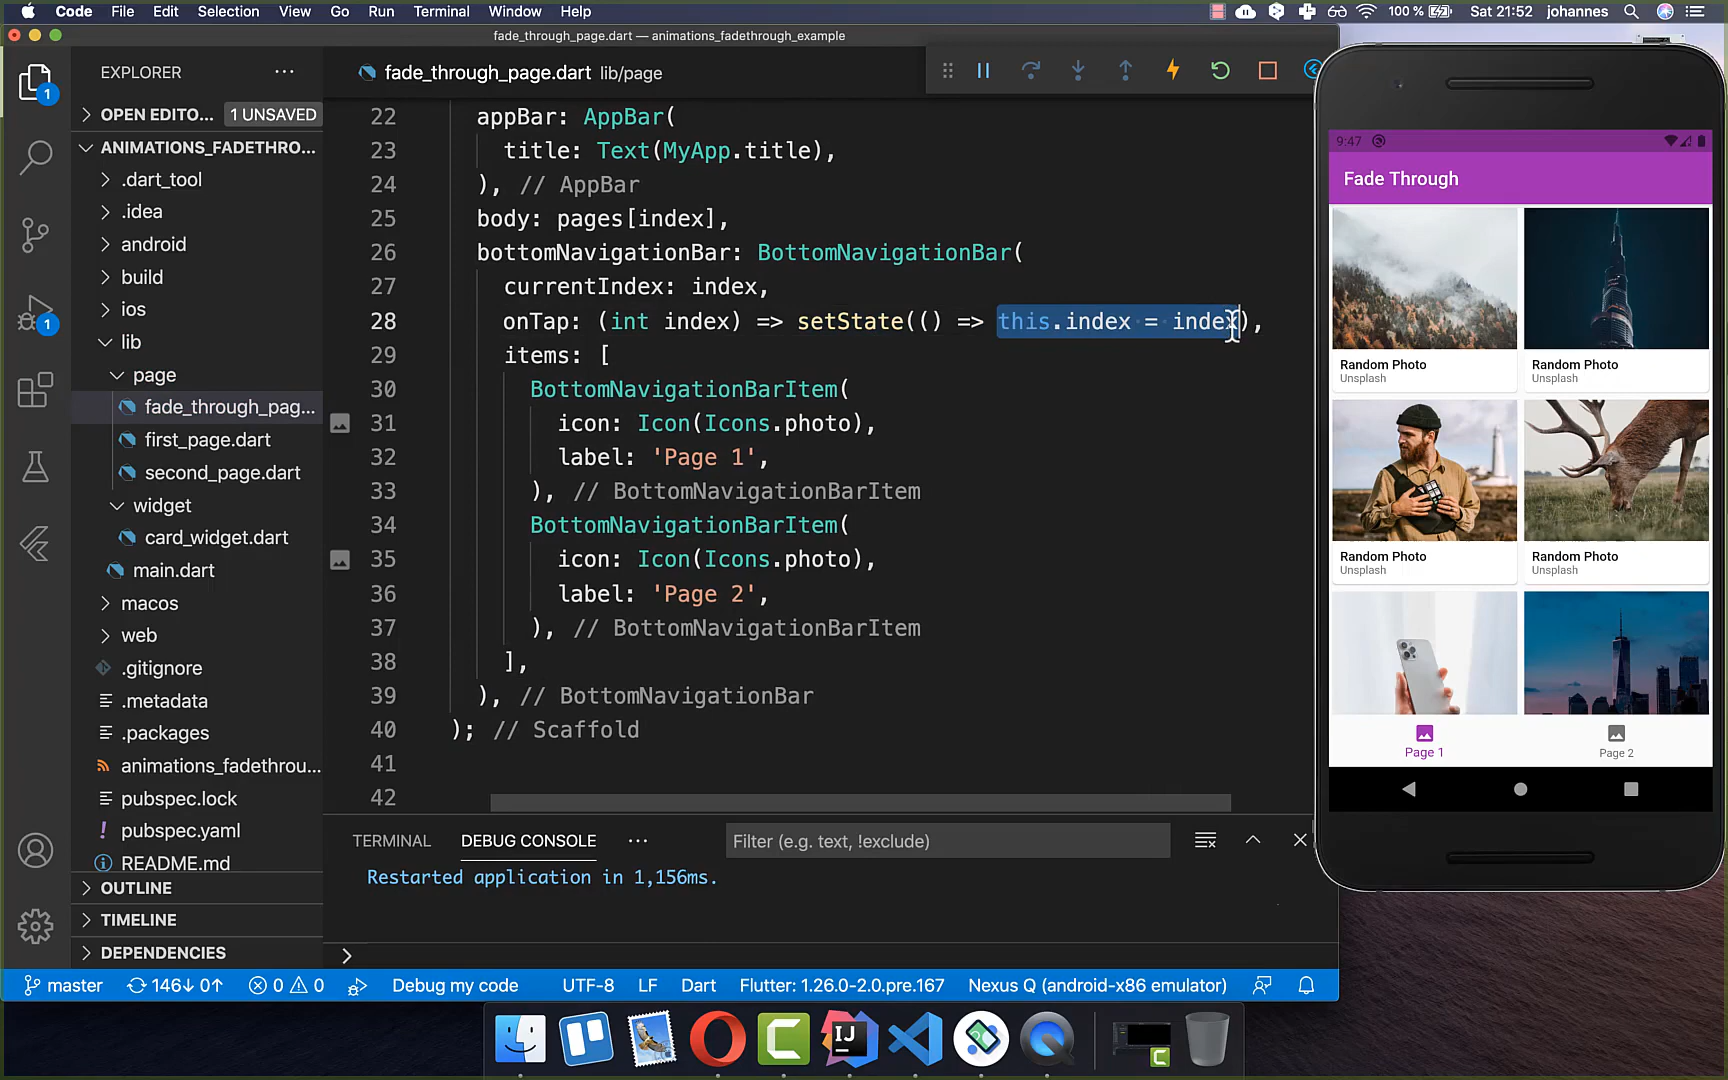 Code File Edit Selection View Go Run Terminal Window Help
100 % Sat 21:52 johannes
fade_through_page.dart — animations_fadethrough_example
EXPLORER
OPEN EDITO... 1 UNSAVED
ANIMATIONS_FADETHRO...
.dart_tool
.idea
android
build
ios
lib
page
fade_through_pag...
first_page.dart
second_page.dart
widget
card_widget.dart
main.dart
macos
web
.gitignore
.metadata
.packages
animations_fadethrou...
pubspec.lock
pubspec.yaml
README.md
OUTLINE
TIMELINE
DEPENDENCIES
1
1
fade_through_page.dart lib/page
22 appBar: AppBar(
23 title: Text(MyApp.title),
24 ), // AppBar
25 body: pages[index],
26 bottomNavigationBar: BottomNavigationBar(
27 currentIndex: index,
28 onTap: (int index) => setState(() => this.index = index),
29 items: [
30 BottomNavigationBarItem(
31 icon: Icon(Icons.photo),
32 label: 'Page 1',
33 ), // BottomNavigationBarItem
34 BottomNavigationBarItem(
35 icon: Icon(Icons.photo),
36 label: 'Page 2',
37 ), // BottomNavigationBarItem
38 ],
39 ), // BottomNavigationBar
40 ); // Scaffold
41
42
TERMINAL DEBUG CONSOLE ... Filter (e.g. text, !exclude)
Restarted application in 1,156ms.
master 146↓ 0↑ 0 0 Debug my code UTF-8 LF Dart Flutter: 1.26.0-2.0.pre.167 Nexus Q (android-x86 emulator)
9:47
Fade Through
Random Photo
Unsplash
Random Photo
Unsplash
Random Photo
Unsplash
Random Photo
Unsplash
Page 1
Page 2
IJ